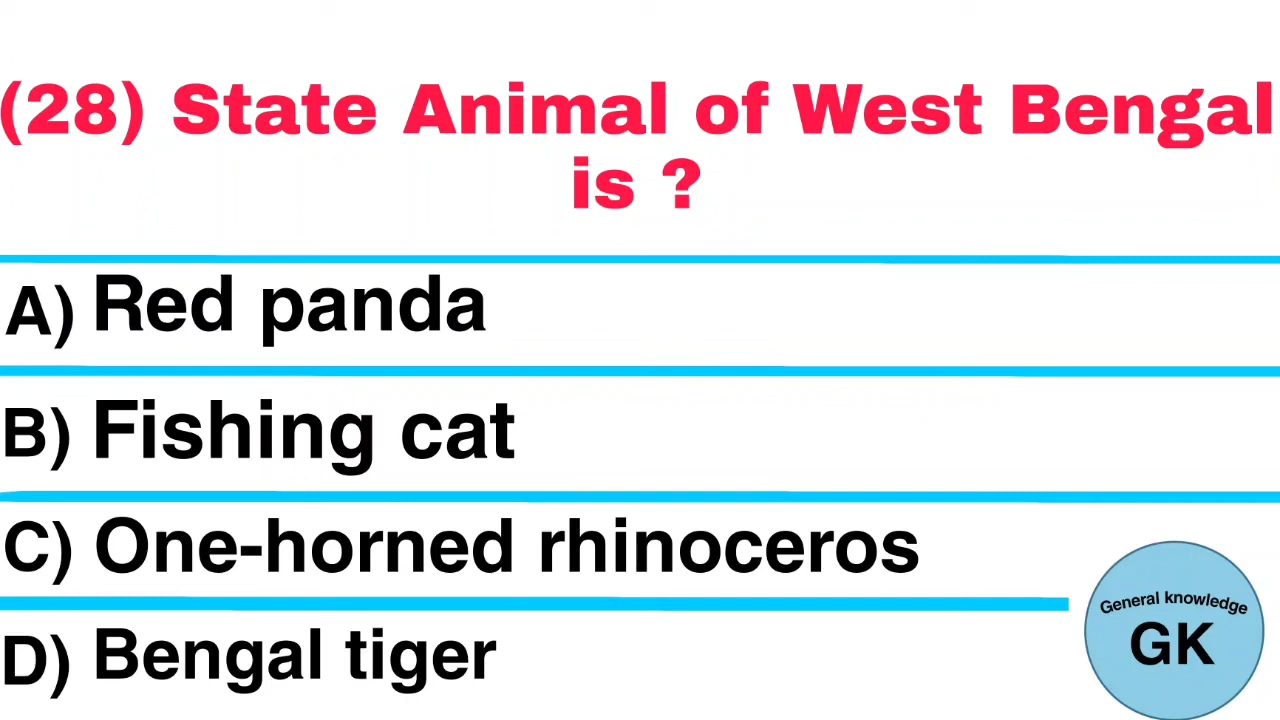 (28) State Animal of West Bengal
is ?
A) Red panda
B) Fishing cat
C) One-horned rhinoceros
D) Bengal tiger
General knowledge
GK